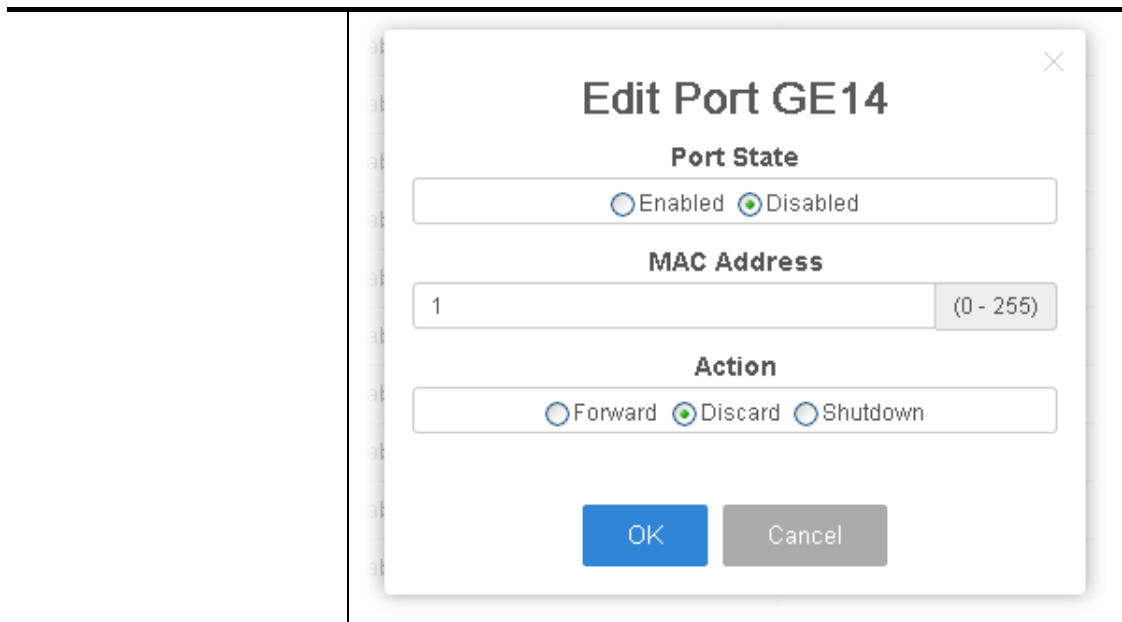 Edit Port GE14
Port State
Enabled Disabled
MAC Address
1 (0 - 255)
Action
Forward Discard Shutdown
OK Cancel